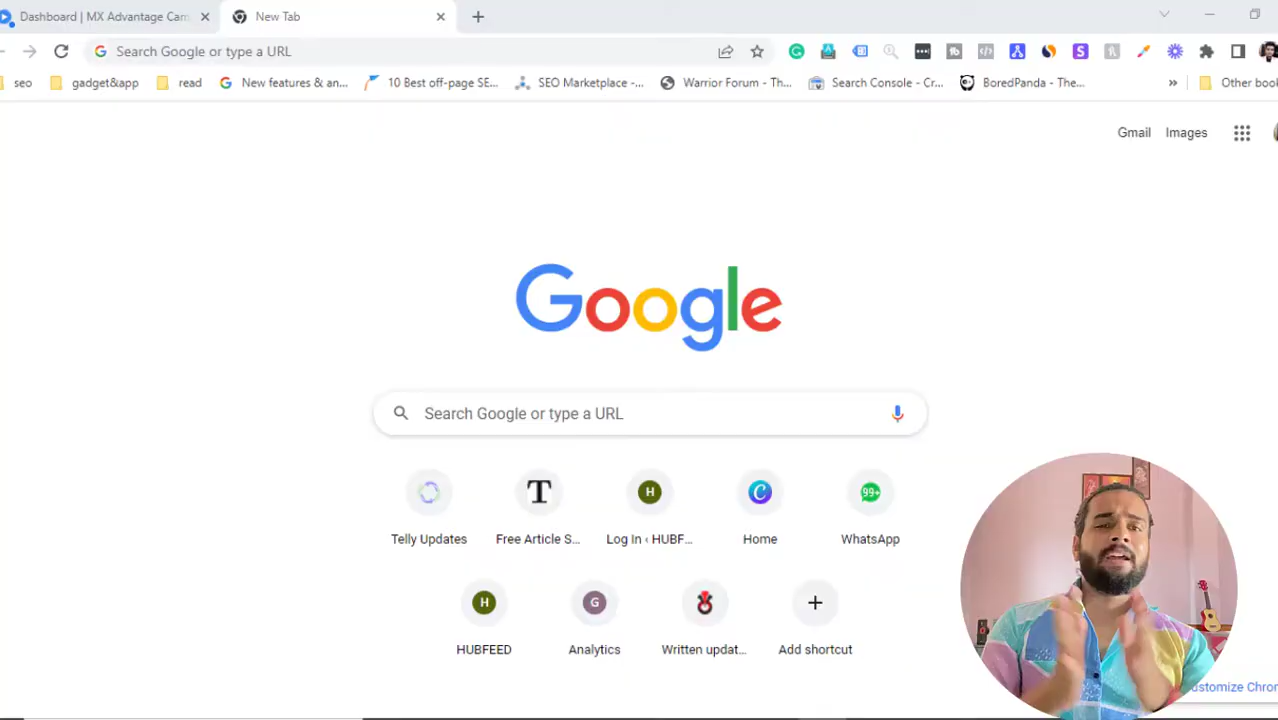 Dashboard | MX Advantage Cam
New Tab
Search Google or type a URL
seo
gadget&app
read
New features & an...
10 Best off-page SE...
SEO Marketplace -...
Warrior Forum - Th...
Search Console - Cr...
BoredPanda - The...
»
Other book
Gmail
Images
Google
Search Google or type a URL
T
H
99+
Telly Updates
Free Article S...
Log In ‹ HUBF...
Home
WhatsApp
H
G
HUBFEED
Analytics
Written updat...
Add shortcut
ustomize Chron